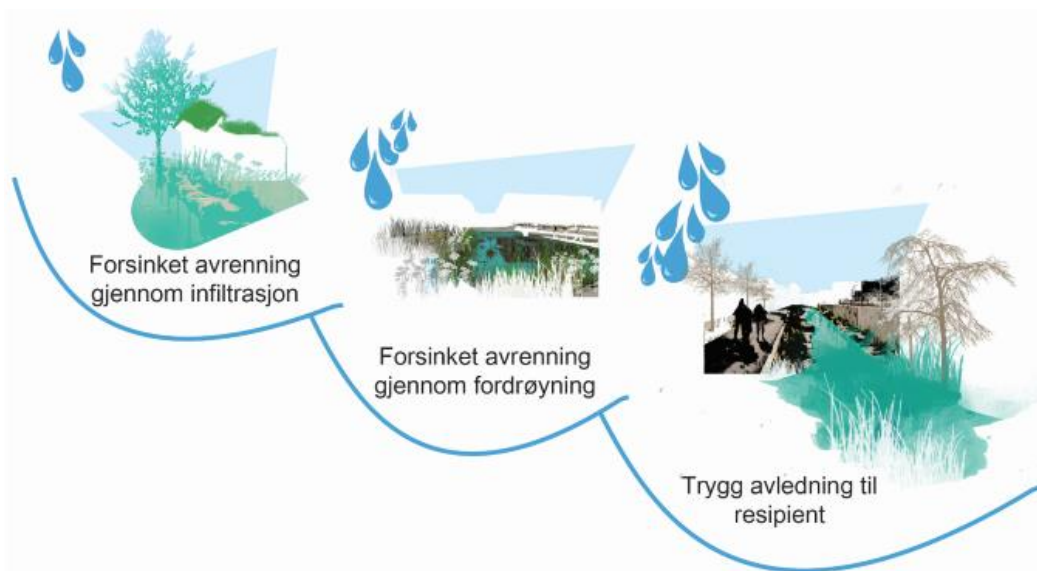 Forsinket avrenning
gjennom infiltrasjon
Forsinket avrenning
gjennom fordrøyning
Trygg avledning til
resipient